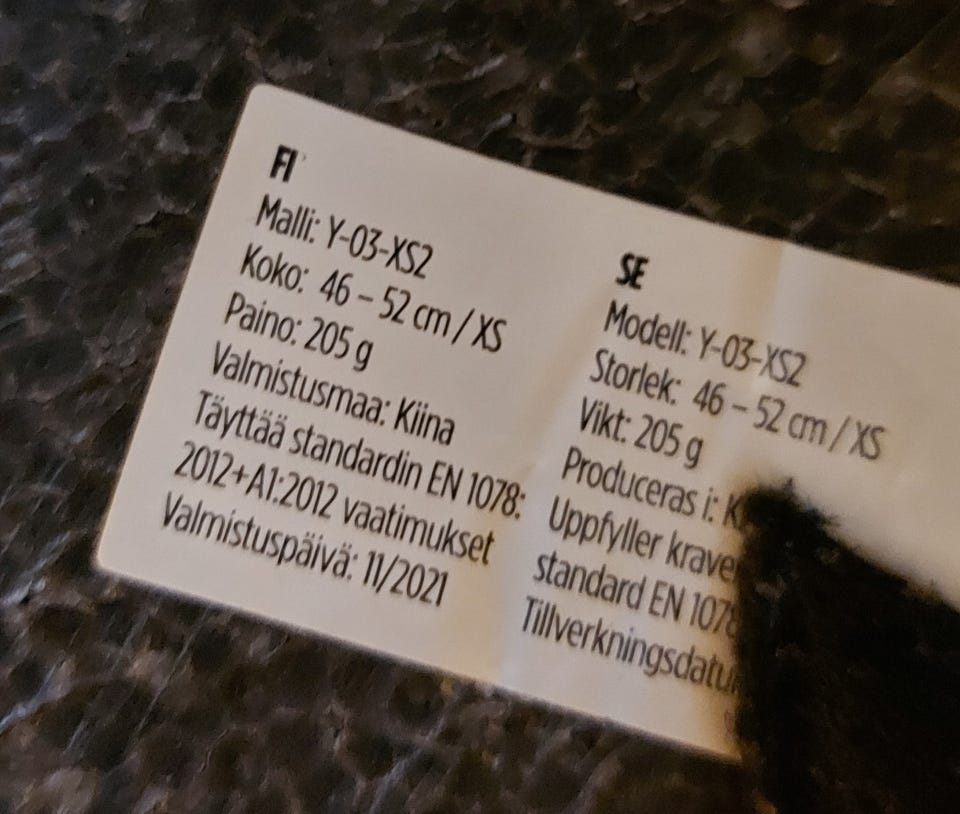 FI
Malli: Y-03-XS2
Koko: 46 – 52 cm / XS
Paino: 205 g
Valmistusmaa: Kiina
Täyttää standardin EN 1078:
2012+A1:2012 vaatimukset
Valmistuspäivä: 11/2021
SE
Modell: Y-03-XS2
Storlek: 46 – 52 cm / XS
Vikt: 205 g
Produceras i:
Uppfyller
standard EN